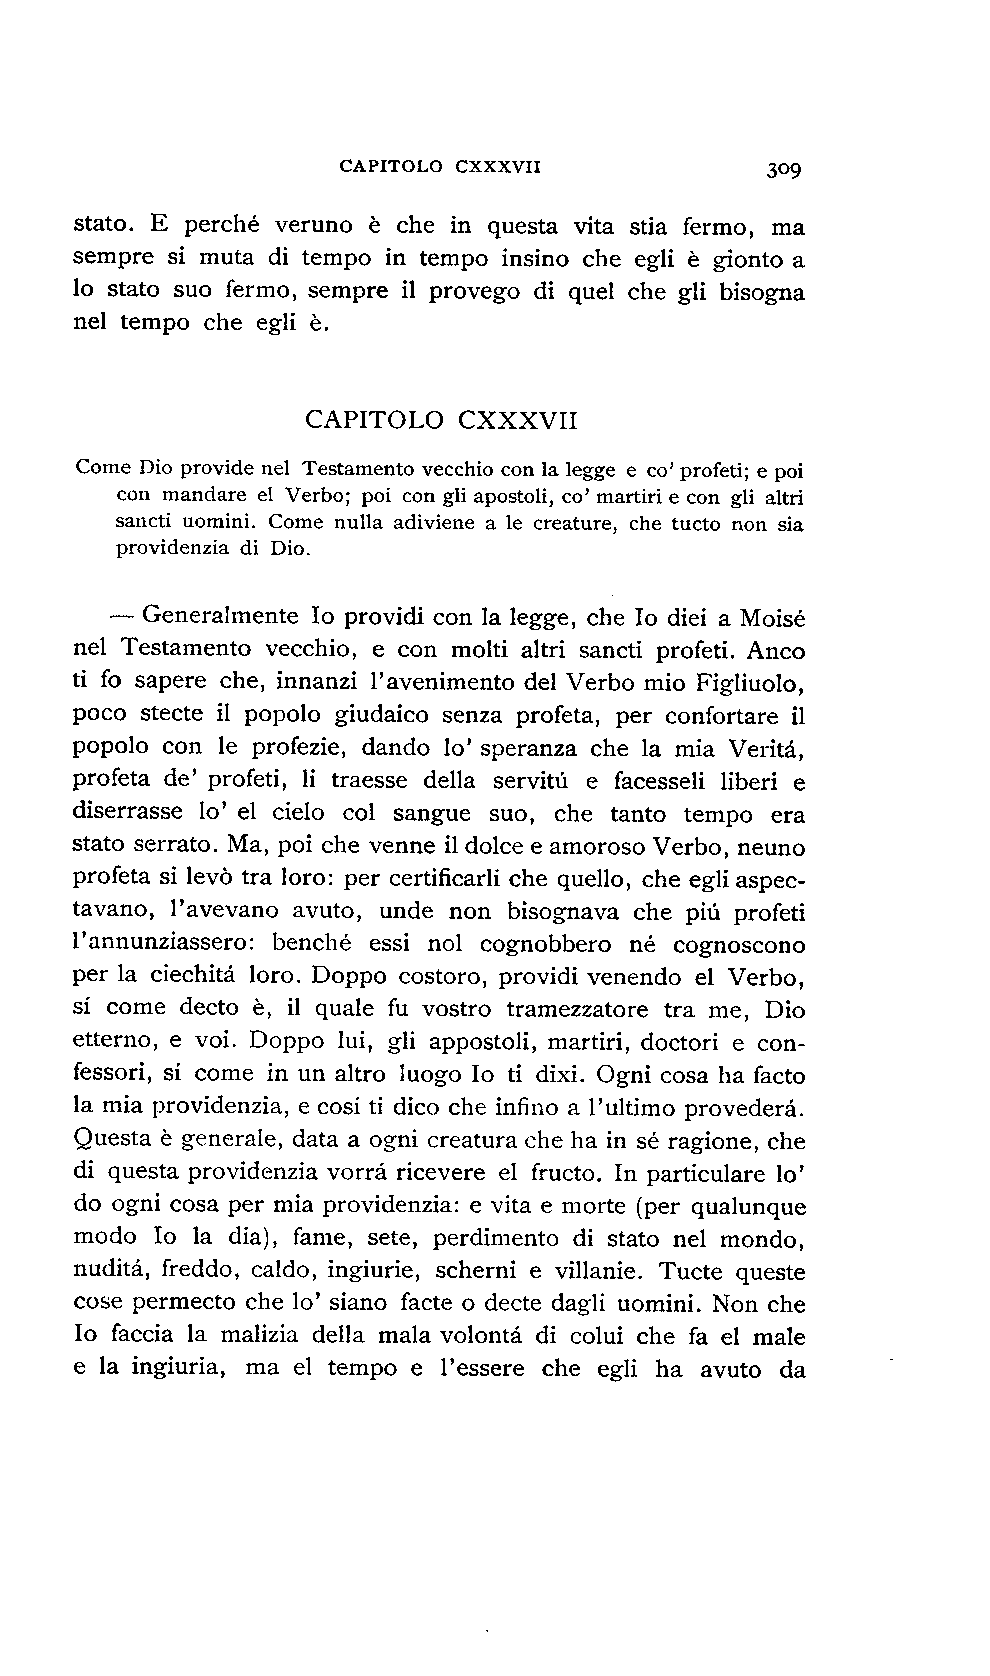 CAPITOLO CXXXVII 309
stato. E perché veruno è che in questa vita stia fermo, ma
sempre si muta di tempo in tempo insino che egli è gionto a
lo stato suo fermo, sempre il provego di quel che gli bisogna
nel tempo che egli è.
CAPITOLO CXXXVII
Come Dio provide nel Testamento vecchio con la legge e co' profeti; e poi
con mandare el Verbo; poi con gli apostoli, co' martiri e con gli altri
sancti uomini. Come nulla adiviene a le creature, che tucto non sia
providenzia di Dio.
— Generalmente Io providi con la legge, che Io diei a Moisé
nel Testamento vecchio, e con molti altri sancti profeti. Anco
ti fo sapere che, innanzi l'avenimento del Verbo mio Figliuolo,
poco stecte il popolo giudaico senza profeta, per confortare il
popolo con le profezie, dando lo' speranza che la mia Veritá,
profeta de' profeti, li traesse della servitú e facesseli liberi e
diserrasse lo' el cielo col sangue suo, che tanto tempo era
stato serrato. Ma, poi che venne il dolce e amoroso Verbo, neuno
profeta si levò tra loro: per certificarli che quello, che egli aspec-
tavano, l'avevano avuto, unde non bisognava che piú profeti
l'annunziassero: benché essi nol cognobbero né cognoscono
per la ciechitá loro. Doppo costoro, providi venendo el Verbo,
sí come decto è, il quale fu vostro tramezzatore tra me, Dio
etterno, e voi. Doppo lui, gli appostoli, martiri, doctori e con-
fessori, sí come in un altro luogo Io ti dixi. Ogni cosa ha facto
la mia providenzia, e cosí ti dico che infino a l'ultimo provederá.
Questa è generale, data a ogni creatura che ha in sé ragione, che
di questa providenzia vorrá ricevere el fructo. In particulare lo'
do ogni cosa per mia providenzia: e vita e morte (per qualunque
modo Io la dia), fame, sete, perdimento di stato nel mondo,
nuditá, freddo, caldo, ingiurie, scherni e villanie. Tucte queste
cose permecto che lo' siano facte o decte dagli uomini. Non che
Io faccia la malizia della mala volontá di colui che fa el male
e la ingiuria, ma el tempo e l'essere che egli ha avuto da